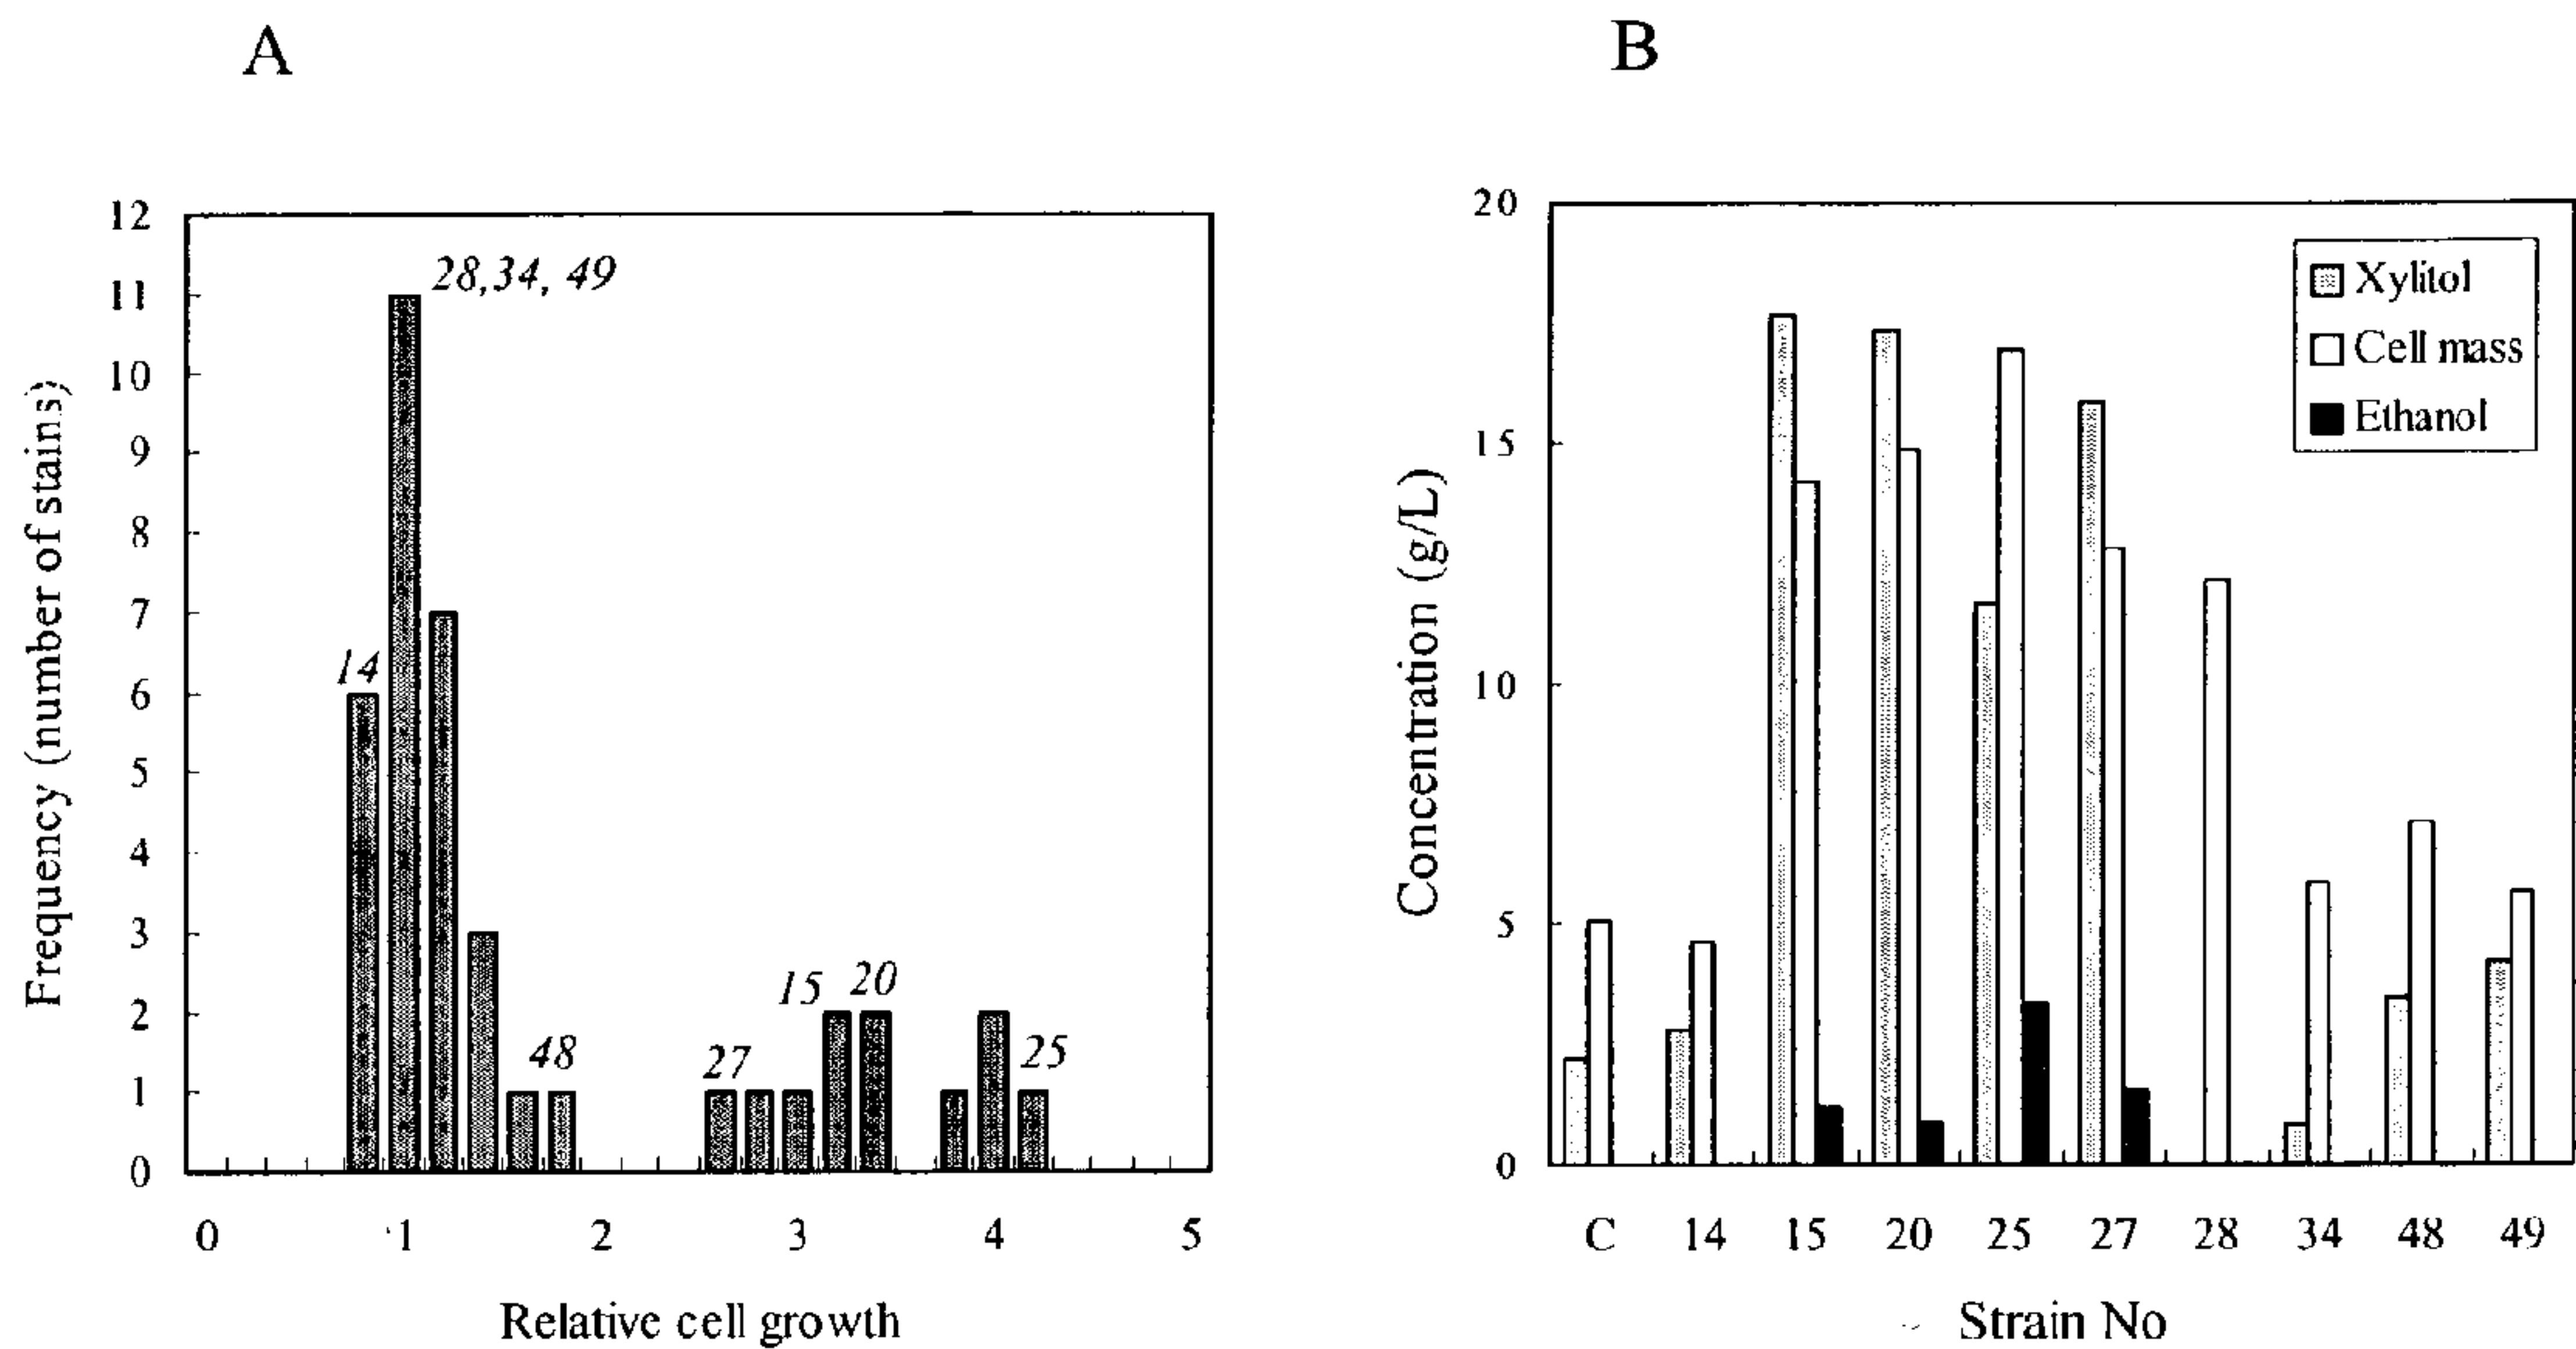 A
B
12
11
10
9
8
7
6
5
4
3
2
1
0
Frequency (number of stains)
28,34, 49
14
48
27
15
20
25
0 1 2 3 4 5
Relative cell growth
20
15
10
5
0
Concentration (g/L)
Xylitol
Cell mass
Ethanol
C 14 15 20 25 27 28 34 48 49
Strain No